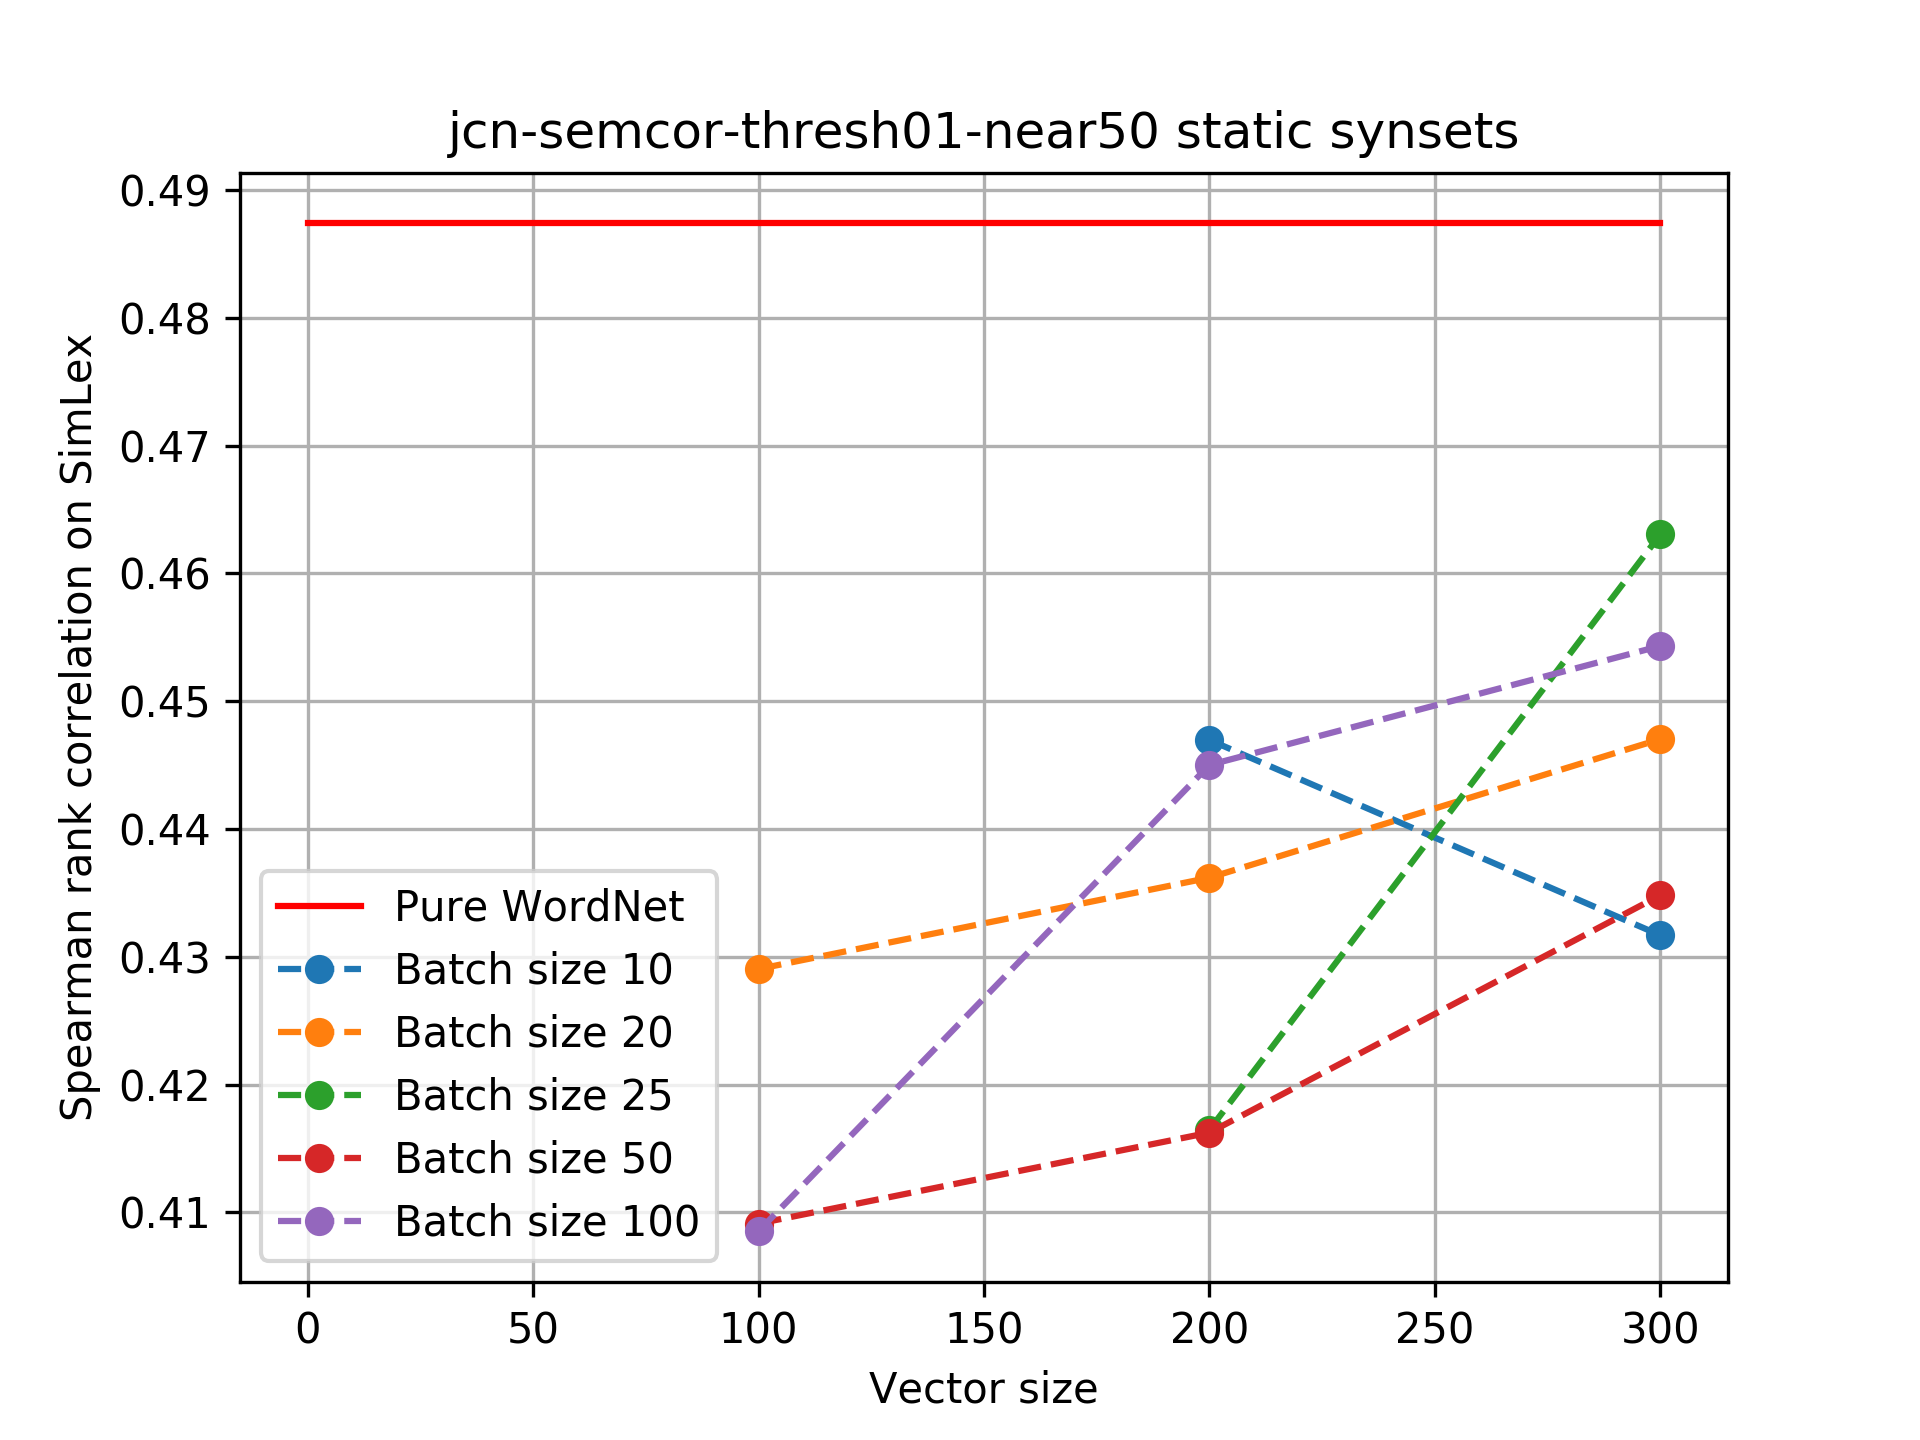 jcn-semcor-thresh01-near50 static synsets
Spearman rank correlation on SimLex
0.49
0.48
0.47
0.46
0.45
0.44
0.43
0.42
0.41
Pure WordNet
Batch size 10
Batch size 20
Batch size 25
Batch size 50
Batch size 100
0 50 100 150 200 250 300
Vector size